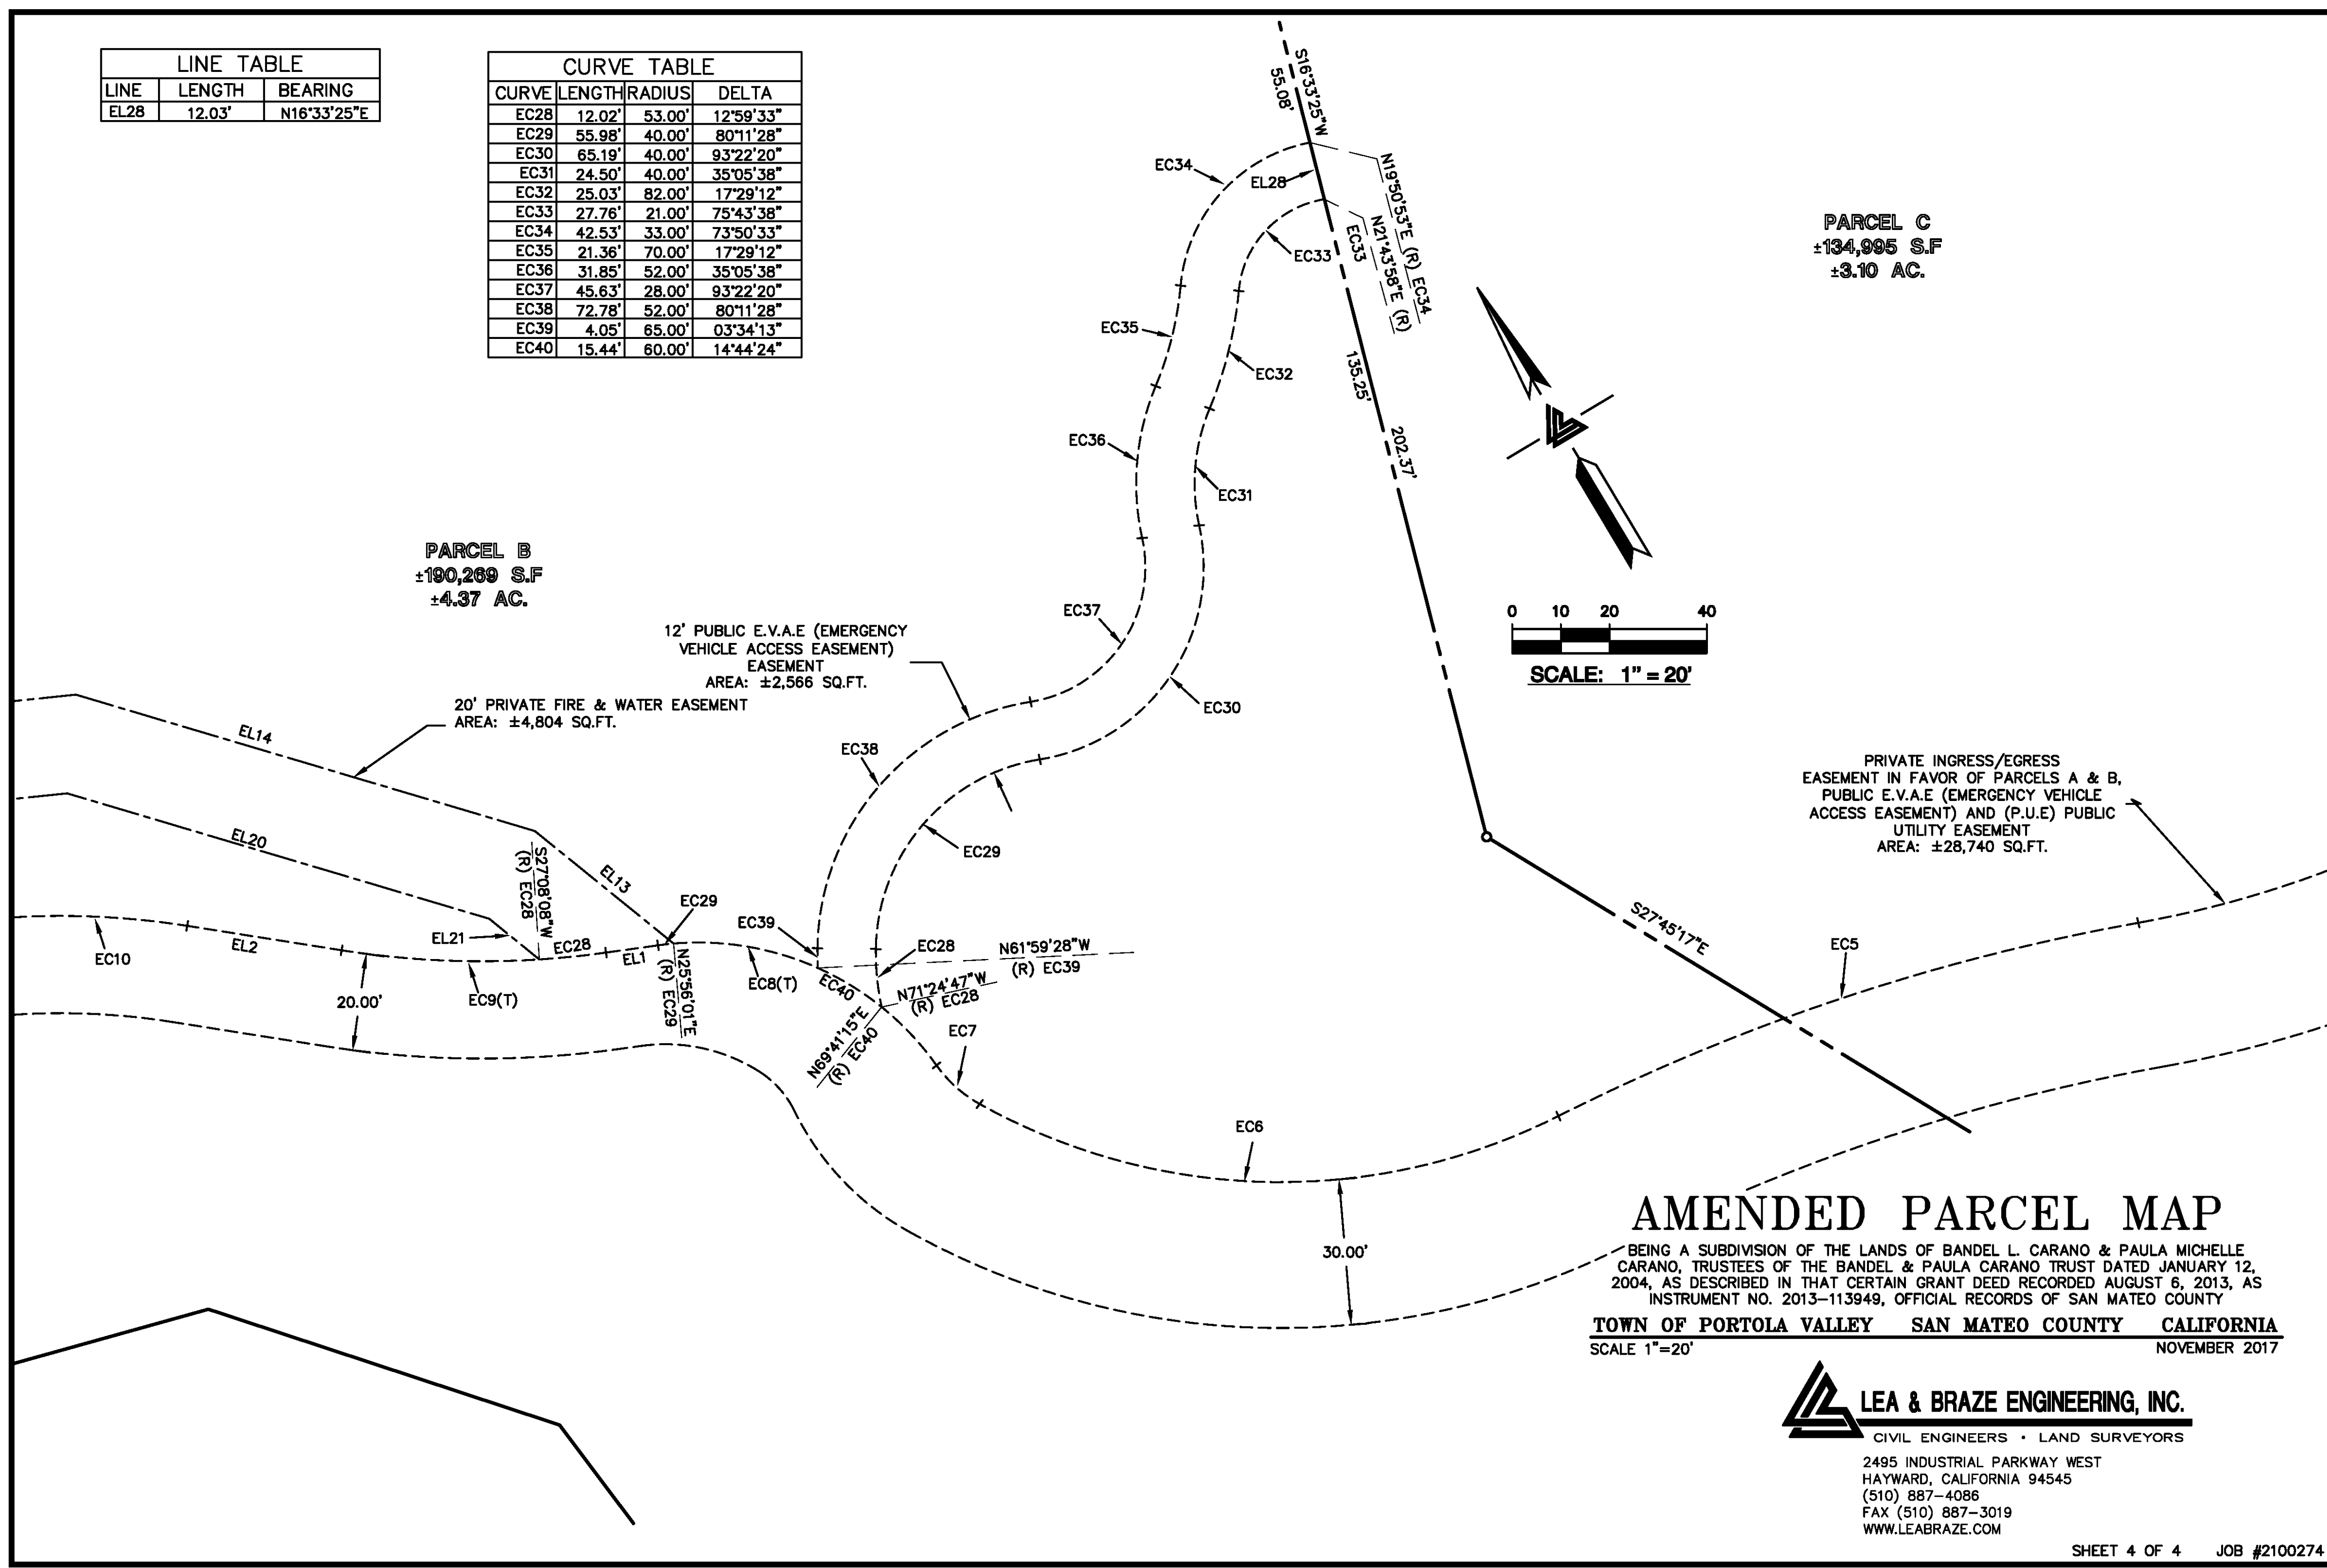 LINE TABLE
LINE LENGTH BEARING
EL28 12.03' N16°33'25"E
CURVE TABLE
CURVE LENGTH RADIUS DELTA
EC28 12.02' 53.00' 12°59'33"
EC29 55.98' 40.00' 80°11'28"
EC30 65.19' 40.00' 93°22'20"
EC31 24.50' 40.00' 35°05'38"
EC32 25.03' 82.00' 17°29'12"
EC33 27.76' 21.00' 75°43'38"
EC34 42.53' 33.00' 73°50'33"
EC35 21.36' 70.00' 17°29'12"
EC36 31.85' 52.00' 35°05'38"
EC37 45.63' 28.00' 93°22'20"
EC38 72.78' 52.00' 80°11'28"
EC39 4.05' 65.00' 03°34'13"
EC40 15.44' 60.00' 14°44'24"
S16°33'25"W
55.08'
EC34
EL28
N19°50'53"E (R) EC34
N21°43'58"E (R)
EC33
EC33
PARCEL C
±134,995 S.F
±3.10 AC.
EC35
EC32
135.25'
202.37'
EC36
EC31
PARCEL B
±190,269 S.F
±4.37 AC.
0 10 20 40
SCALE: 1" = 20'
EC37
EC30
12' PUBLIC E.V.A.E (EMERGENCY
VEHICLE ACCESS EASEMENT)
EASEMENT
AREA: ±2,566 SQ.FT.
20' PRIVATE FIRE & WATER EASEMENT
AREA: ±4,804 SQ.FT.
EL14
EC38
EC29
PRIVATE INGRESS/EGRESS
EASEMENT IN FAVOR OF PARCELS A & B,
PUBLIC E.V.A.E (EMERGENCY VEHICLE
ACCESS EASEMENT) AND (P.U.E) PUBLIC
UTILITY EASEMENT
AREA: ±28,740 SQ.FT.
EL20
S27°08'08"W
(R) EC28
EL13
EC29
EC39
EL21
EC28
EL1
EL2
EC10
20.00'
EC9(T)
N25°56'01"E
(R) EC29
EC8(T)
EC40
EC28
N61°59'28"W
(R) EC39
N71°24'47"W
(R) EC28
N69°41'15"E
(R) EC40
EC7
S27°45'17"E
EC5
EC6
30.00'
AMENDED PARCEL MAP
BEING A SUBDIVISION OF THE LANDS OF BANDEL L. CARANO & PAULA MICHELLE
CARANO, TRUSTEES OF THE BANDEL & PAULA CARANO TRUST DATED JANUARY 12,
2004, AS DESCRIBED IN THAT CERTAIN GRANT DEED RECORDED AUGUST 6, 2013, AS
INSTRUMENT NO. 2013-113949, OFFICIAL RECORDS OF SAN MATEO COUNTY
TOWN OF PORTOLA VALLEY SAN MATEO COUNTY CALIFORNIA
SCALE 1"=20' NOVEMBER 2017
LEA & BRAZE ENGINEERING, INC.
CIVIL ENGINEERS • LAND SURVEYORS
2495 INDUSTRIAL PARKWAY WEST
HAYWARD, CALIFORNIA 94545
(510) 887-4086
FAX (510) 887-3019
WWW.LEABRAZE.COM
SHEET 4 OF 4 JOB #2100274